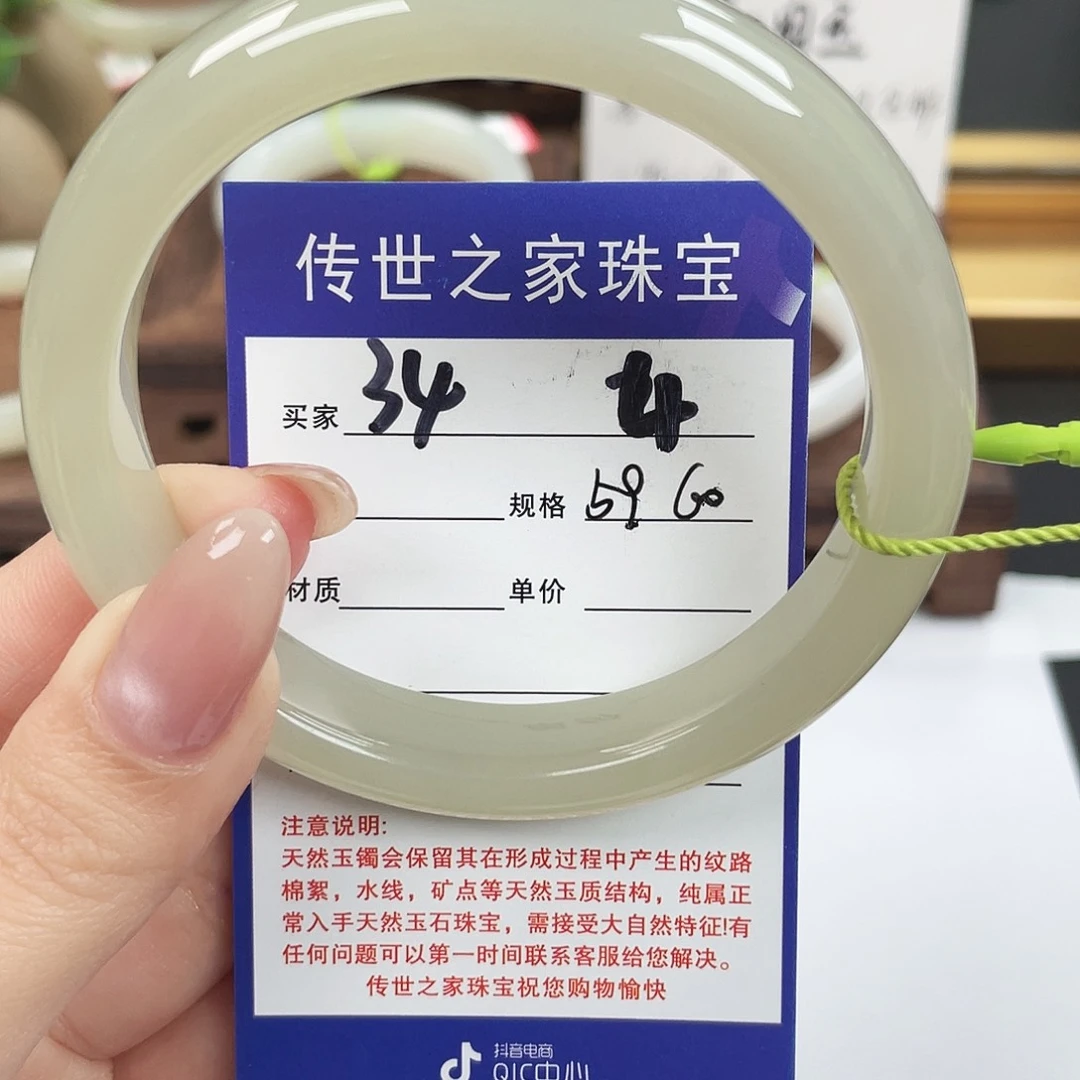 传世之家珠宝
买家 34
规格 59 60
材质 单价
注意说明:
天然玉镯会保留其在形成过程中产生的纹路
棉絮，水线，矿点等天然玉质结构，纯属正
常入手天然玉石珠宝，需接受大自然特征!有
任何问题可以第一时间联系客服给您解决。
传世之家珠宝祝您购物愉快
抖音电商
QIC中心